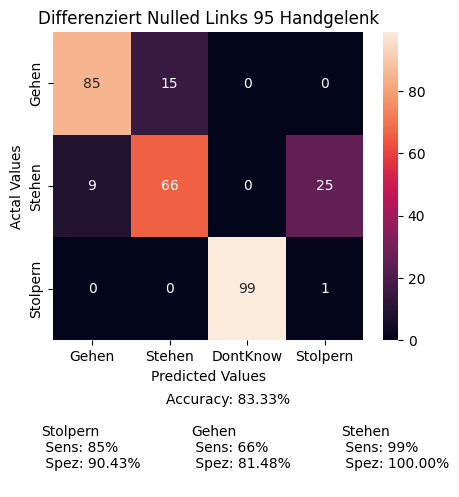 Differenziert Nulled Links 95 Handgelenk
Actal Values
Gehen
85 15 0 0
Stehen
9 66 0 25
Stolpern
0 0 99 1
Gehen Stehen DontKnow Stolpern
Predicted Values
80
60
40
20
0
Accuracy: 83.33%
Stolpern Gehen Stehen
Sens: 85% Sens: 66% Sens: 99%
Spez: 90.43% Spez: 81.48% Spez: 100.00%